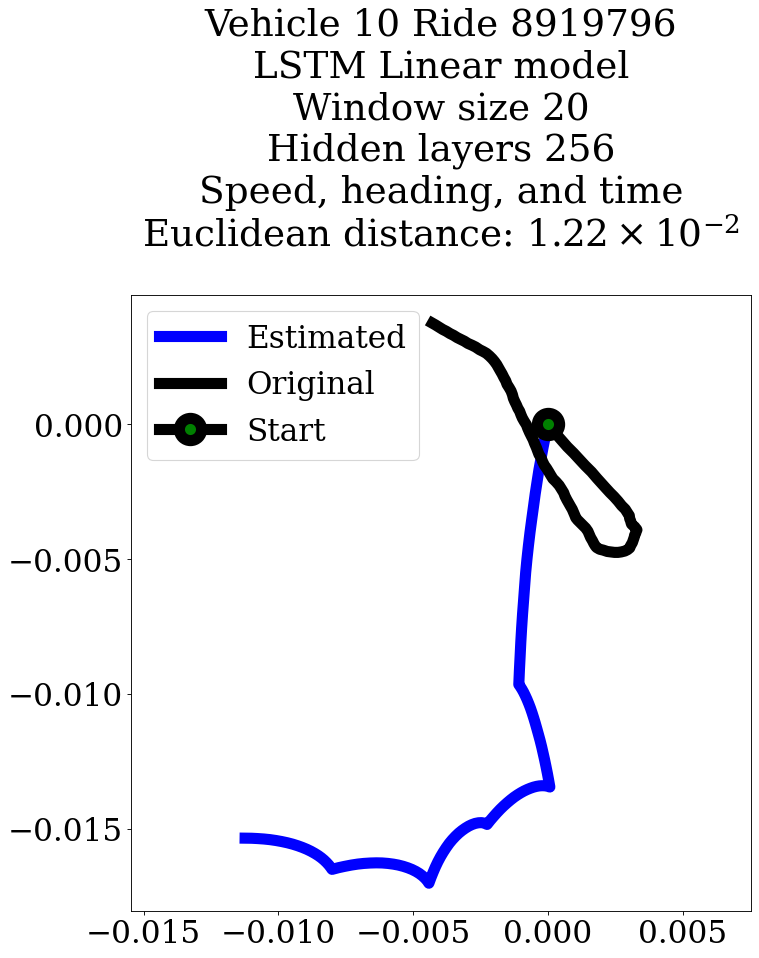 Vehicle 10 Ride 8919796
LSTM Linear model
Window size 20
Hidden layers 256
Speed, heading, and time
Euclidean distance: 1.22 × 10⁻²
Estimated
Original
Start
0.000
−0.005
−0.010
−0.015
−0.015 −0.010 −0.005 0.000 0.005